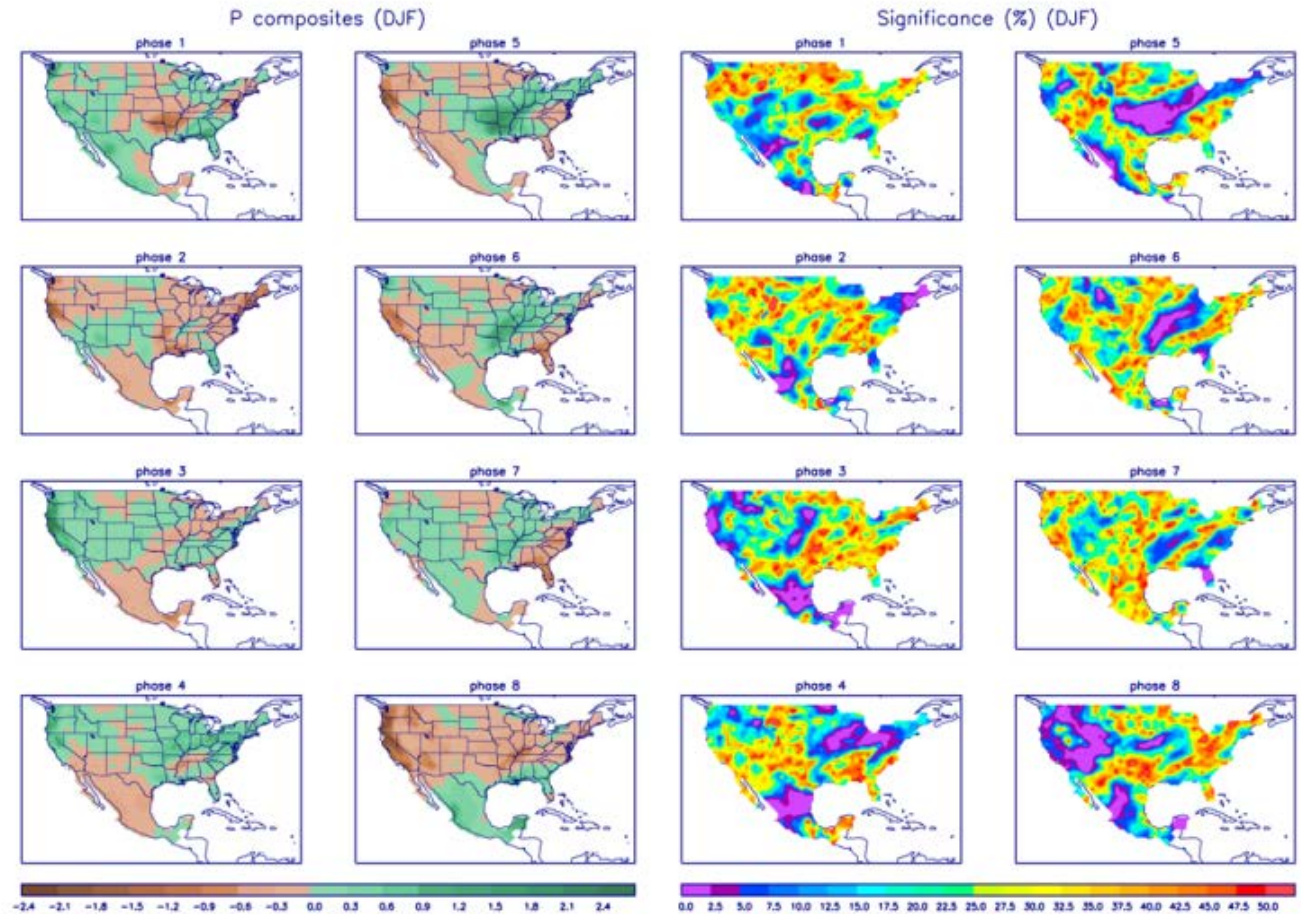 P composites (DJF) Significance (%) (DJF)
phase 1 phase 5 phase 1 phase 5
phase 2 phase 6 phase 2 phase 6
phase 3 phase 7 phase 3 phase 7
phase 4 phase 8 phase 4 phase 8
-2.4 -2.1 -1.8 -1.5 -1.2 -0.9 -0.6 -0.3 0.0 0.3 0.6 0.9 1.2 1.5 1.8 2.1 2.4 0.0 2.5 5.0 7.5 10.0 12.5 15.0 17.5 20.0 22.5 25.0 27.5 30.0 32.5 35.0 37.5 40.0 42.5 45.0 47.5 50.0